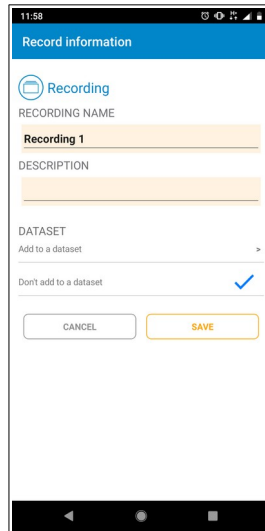 11:58
Record information
Recording
RECORDING NAME
Recording 1
DESCRIPTION
DATASET
Add to a dataset >
Don't add to a dataset
CANCEL SAVE